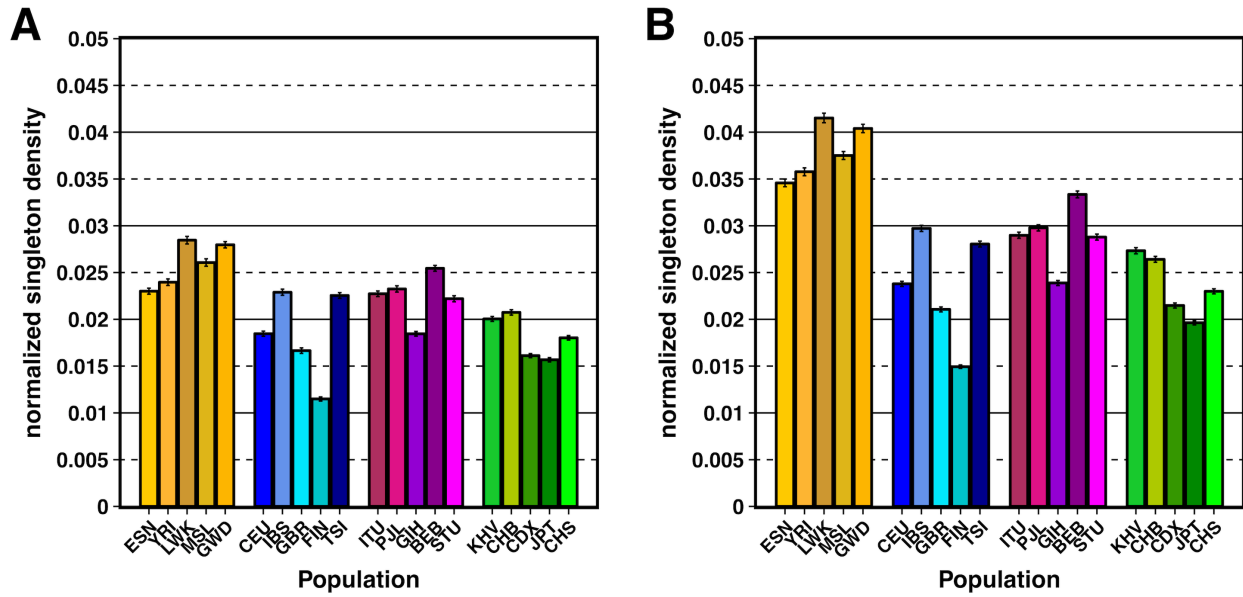 A
normalized singleton density
0.05
0.045
0.04
0.035
0.03
0.025
0.02
0.015
0.01
0.005
0
ESN YRI LWK MSL GWD CEU IBS GBR FIN TSI ITU PJL GIH BEB STU KHV CHB CDX JPT CHS
Population
B
normalized singleton density
0.05
0.045
0.04
0.035
0.03
0.025
0.02
0.015
0.01
0.005
0
ESN YRI LWK MSL GWD CEU IBS GBR FIN TSI ITU PJL GIH BEB STU KHV CHB CDX JPT CHS
Population